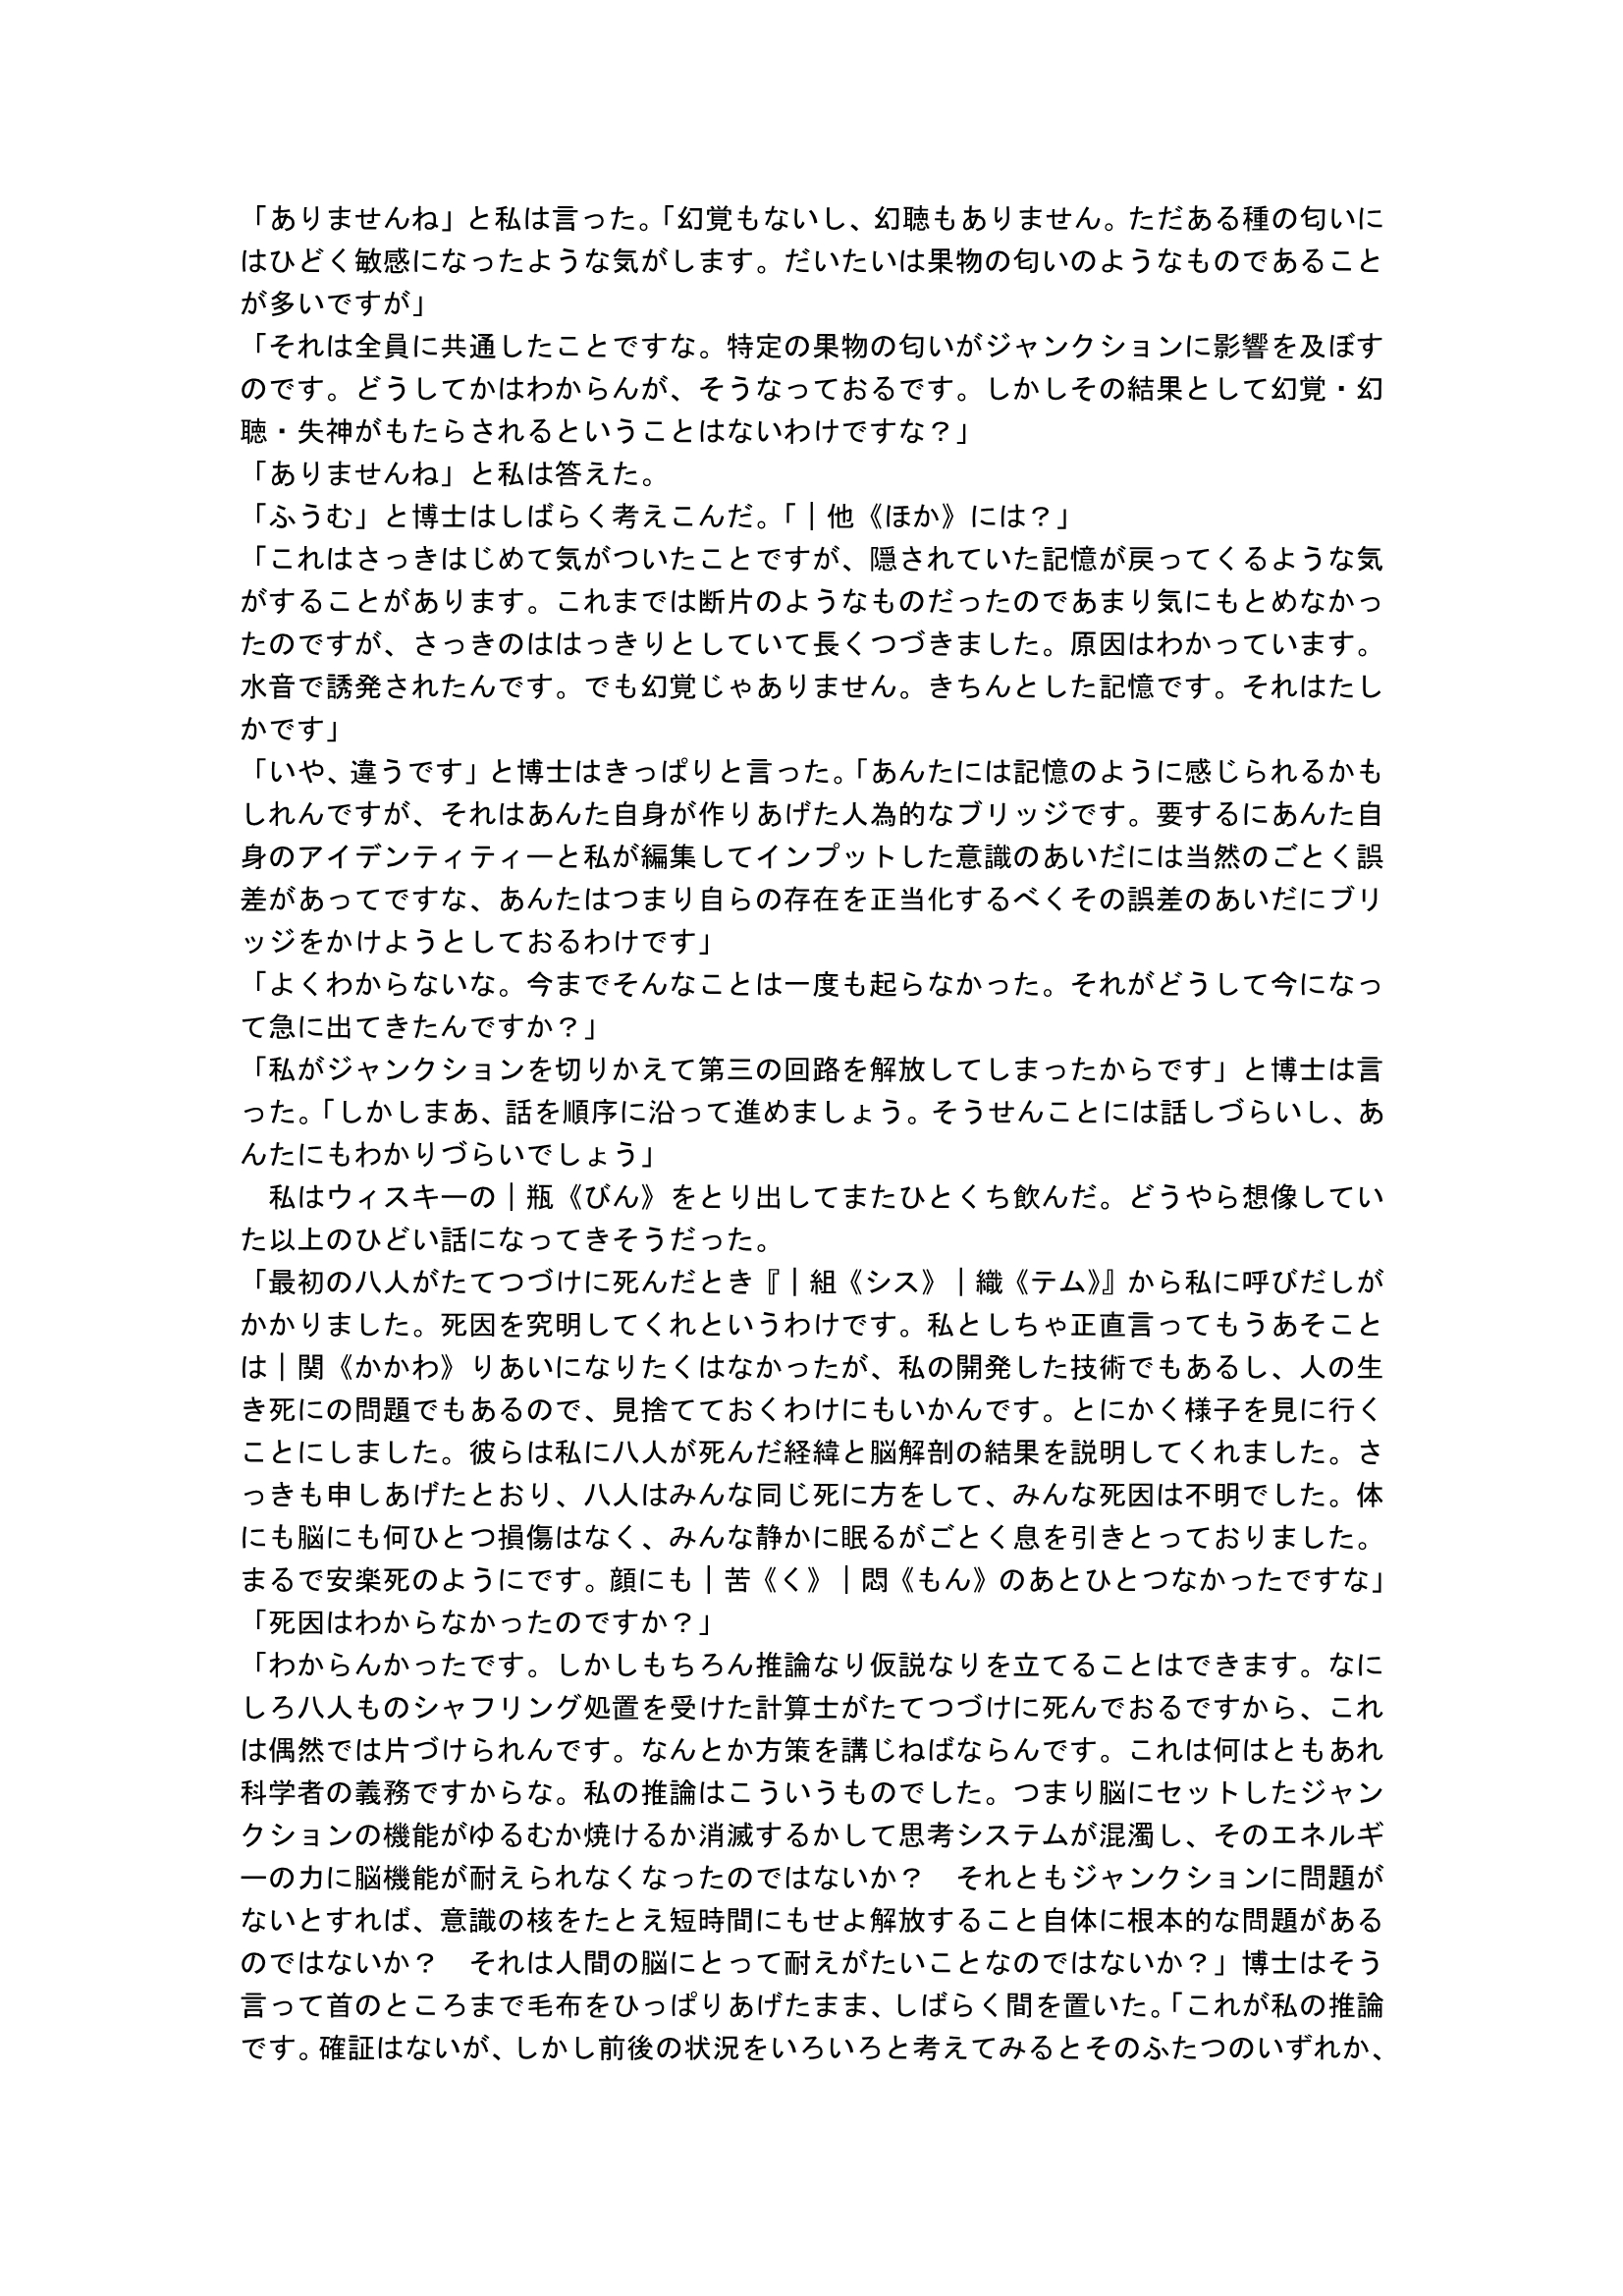 「ありませんね」と私は言った。「幻覚もないし、幻聴もありません。ただある種の匂いに
はひどく敏感になったような気がします。だいたいは果物の匂いのようなものであること
が多いですが」
「それは全員に共通したことですな。特定の果物の匂いがジャンクションに影響を及ぼす
のです。どうしてかはわからんが、そうなっておるです。しかしその結果として幻覚・幻
聴・失神がもたらされるということはないわけですな？」
「ありませんね」と私は答えた。
「ふうむ」と博士はしばらく考えこんだ。「｜他《ほか》には？」
「これはさっきはじめて気がついたことですが、隠されていた記憶が戻ってくるような気
がすることがあります。これまでは断片のようなものだったのであまり気にもとめなかっ
たのですが、さっきのははっきりとしていて長くつづきました。原因はわかっています。
水音で誘発されたんです。でも幻覚じゃありません。きちんとした記憶です。それはたし
かです」
「いや、違うです」と博士はきっぱりと言った。「あんたには記憶のように感じられるかも
しれんですが、それはあんた自身が作りあげた人為的なブリッジです。要するにあんた自
身のアイデンティティーと私が編集してインプットした意識のあいだには当然のごとく誤
差があってですな、あんたはつまり自らの存在を正当化するべくその誤差のあいだにブリ
ッジをかけようとしておるわけです」
「よくわからないな。今までそんなことは一度も起らなかった。それがどうして今になっ
て急に出てきたんですか？」
「私がジャンクションを切りかえて第三の回路を解放してしまったからです」と博士は言
った。「しかしまあ、話を順序に沿って進めましょう。そうせんことには話しづらいし、あ
んたにもわかりづらいでしょう」
　私はウィスキーの｜瓶《びん》をとり出してまたひとくち飲んだ。どうやら想像してい
た以上のひどい話になってきそうだった。
「最初の八人がたてつづけに死んだとき『｜組《シス》｜織《テム》』から私に呼びだしが
かかりました。死因を究明してくれというわけです。私としちゃ正直言ってもうあそこと
は｜関《かかわ》りあいになりたくはなかったが、私の開発した技術でもあるし、人の生
き死にの問題でもあるので、見捨てておくわけにもいかんです。とにかく様子を見に行く
ことにしました。彼らは私に八人が死んだ経緯と脳解剖の結果を説明してくれました。さ
っきも申しあげたとおり、八人はみんな同じ死に方をして、みんな死因は不明でした。体
にも脳にも何ひとつ損傷はなく、みんな静かに眠るがごとく息を引きとっておりました。
まるで安楽死のようにです。顔にも｜苦《く》｜悶《もん》のあとひとつなかったですな」
「死因はわからなかったのですか？」
「わからんかったです。しかしもちろん推論なり仮説なりを立てることはできます。なに
しろ八人ものシャフリング処置を受けた計算士がたてつづけに死んでおるですから、これ
は偶然では片づけられんです。なんとか方策を講じねばならんです。これは何はともあれ
科学者の義務ですからな。私の推論はこういうものでした。つまり脳にセットしたジャン
クションの機能がゆるむか焼けるか消滅するかして思考システムが混濁し、そのエネルギ
ーの力に脳機能が耐えられなくなったのではないか？　それともジャンクションに問題が
ないとすれば、意識の核をたとえ短時間にもせよ解放すること自体に根本的な問題がある
のではないか？　それは人間の脳にとって耐えがたいことなのではないか？」博士はそう
言って首のところまで毛布をひっぱりあげたまま、しばらく間を置いた。「これが私の推論
です。確証はないが、しかし前後の状況をいろいろと考えてみるとそのふたつのいずれか、